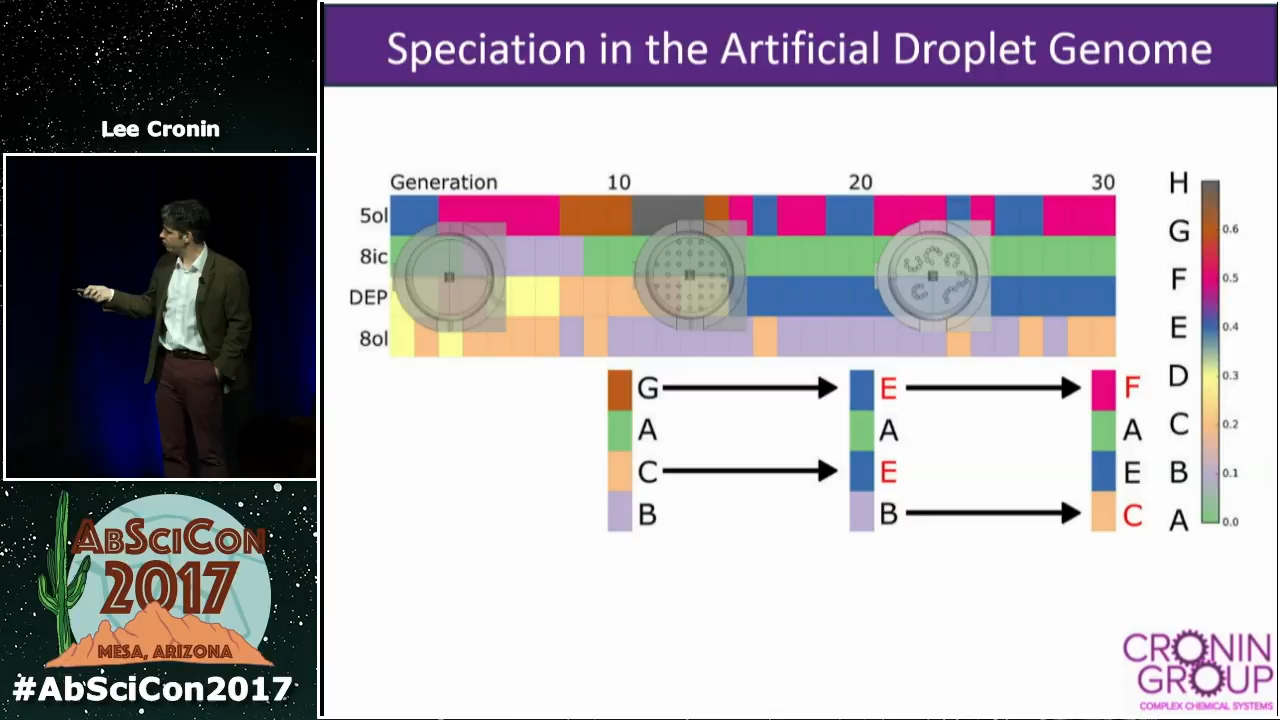 Speciation in the Artificial Droplet Genome
Lee Cronin
Generation 10 20 30
5ol
8ic
DEP
8ol
G E F
A A A
C E E
B B C
H
G
F
E
D
C
B
A
0.6
0.5
0.4
0.3
0.2
0.1
0.0
ABSCICON
2017
MESA, ARIZONA
#AbSciCon2017
CRONIN
GROUP
COMPLEX CHEMICAL SYSTEMS